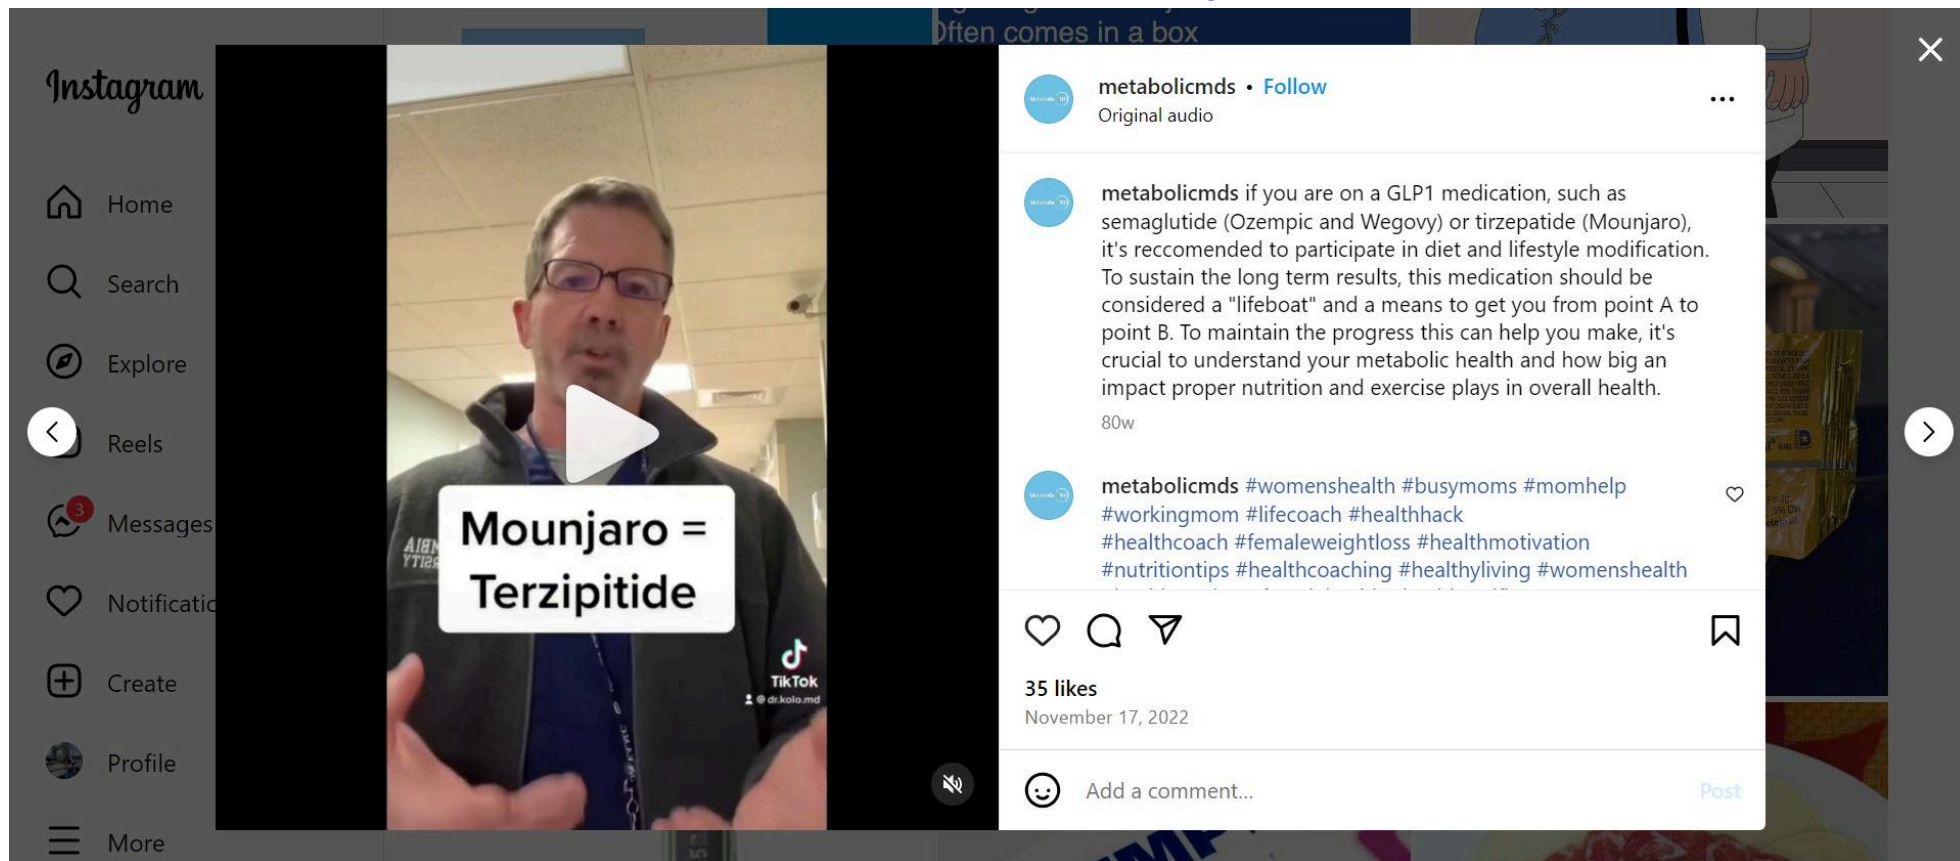 Often comes in a box
Instagram
Home
Search
Explore
Reels
3
Messages
Notificatic
Create
Profile
More
Mounjaro =
Terzipitide
TikTok
@ dr.kolo.md
metabolicmds • Follow
Original audio
metabolicmds if you are on a GLP1 medication, such as
semaglutide (Ozempic and Wegovy) or tirzepatide (Mounjaro),
it's reccomended to participate in diet and lifestyle modification.
To sustain the long term results, this medication should be
considered a "lifeboat" and a means to get you from point A to
point B. To maintain the progress this can help you make, it's
crucial to understand your metabolic health and how big an
impact proper nutrition and exercise plays in overall health.
80w
metabolicmds #womenshealth #busymoms #momhelp
#workingmom #lifecoach #healthhack
#healthcoach #femaleweightloss #healthmotivation
#nutritiontips #healthcoaching #healthyliving #womenshealth
35 likes
November 17, 2022
Add a comment...
Post